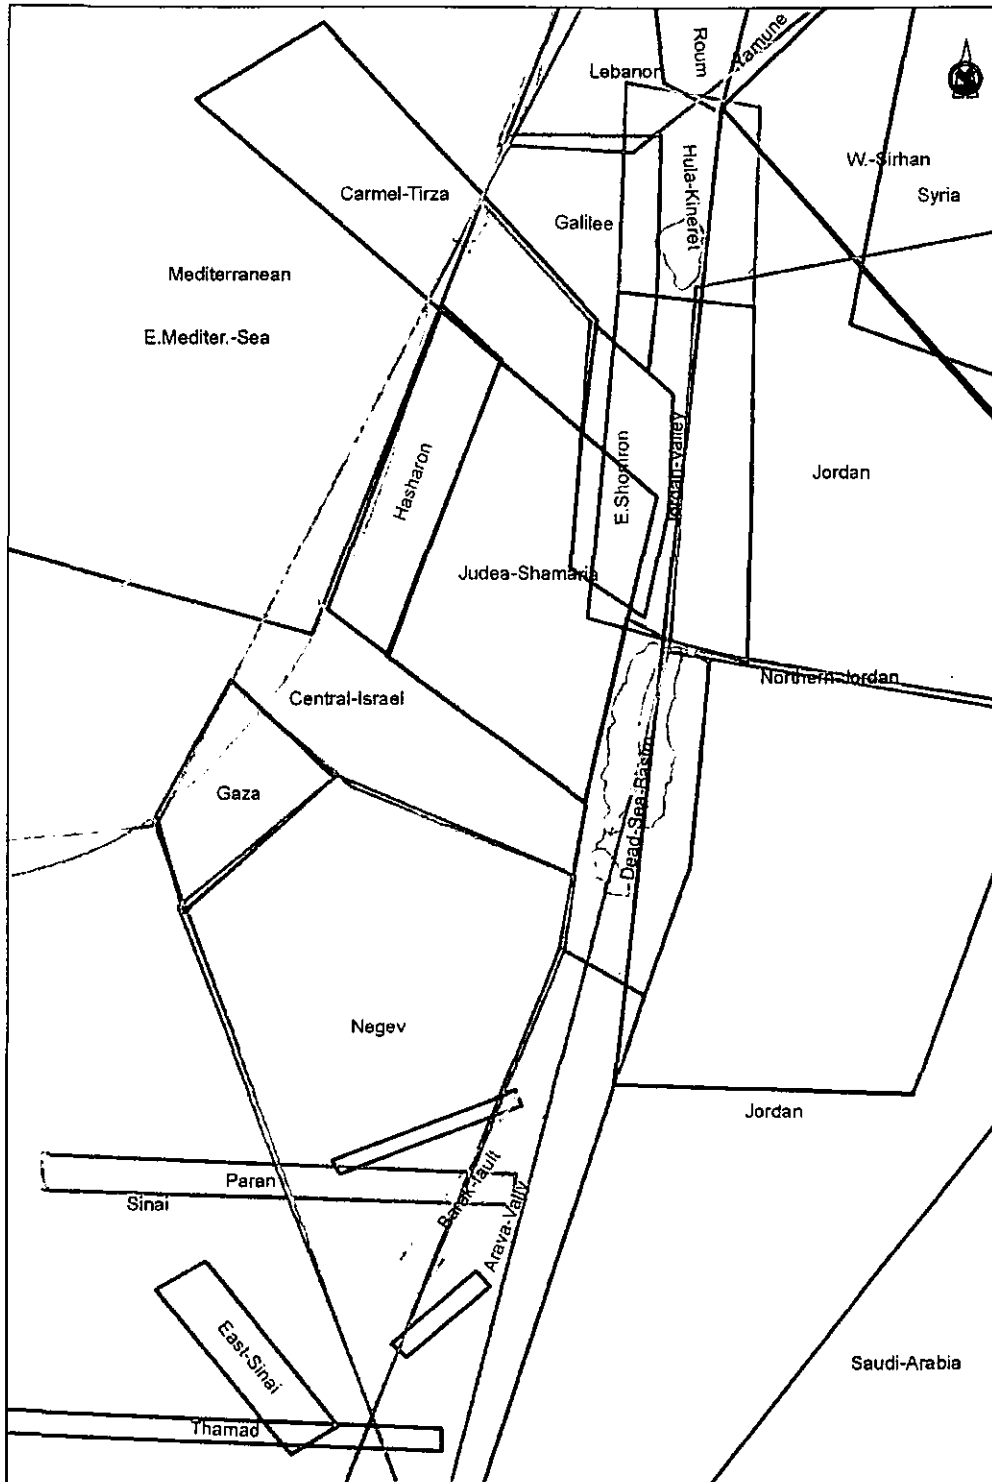 Roum
Yamune
Lebanon
Hula-Kineret
W.-Sirhan
Syria
Carmel-Tirza
Galilee
Mediterranean
E.Mediter.-Sea
Hasharon
E.Shomron
Jordan-valley
Jordan
Judea-Shamaria
Northern-Jordan
Central-Israel
Gaza
Dead-Sea-Basin
Negev
Jordan
Paran
Sinai
Barak-fault
Arava-Vally
East-Sinai
Saudi-Arabia
Thamad